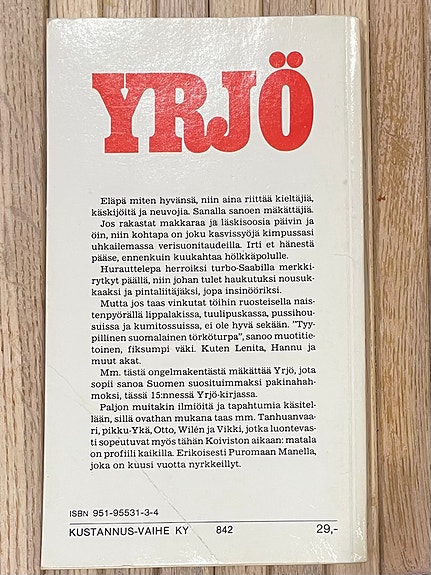 YRJÖ
Eläpä miten hyvänsä, niin aina riittää kieltäjiä,
käskijöitä ja neuvojia. Sanalla sanoen mäkättäjiä.
Jos rakastat makkaraa ja läskisoosia päivin ja
öin, niin kohtapa on joku kasvissyöjä kimpussasi
uhkailemassa verisuonitaudeilla. Irti et hänestä
pääse, ennenkuin kuukahtaa hölkkäpolulle.
Hurauttelepa herroiksi turbo-Saabilla merkki-
rytkyt päällä, niin johan tulet haukutuksi nousuk-
kaaksi ja pintaliitäjäksi, jopa insinööriksi.
Mutta jos taas vinkutat töihin ruosteisella nais-
tenpyörällä lippalakissa, tuulipuskassa, pussihou-
suissa ja kumitossuissa, ei ole hyvä sekään. "Tyy-
pillinen suomalainen törköturpa", sanoo muotitie-
toinen, fiksumpi väki. Kuten Lenita, Hannu ja
muut akat.
Mm. tästä ongelmakentästä mäkättää Yrjö, jota
sopii sanoa Suomen suosituimmaksi pakinahah-
moksi, tässä 15:nnessä Yrjö-kirjassa.
Paljon muitakin ilmiöitä ja tapahtumia käsitel-
lään, sillä ovathan mukana taas mm. Tanhuanvaa-
ri, pikku-Ykä, Otto, Wilén ja Vikki, jotka luontevas-
ti sopeutuvat myös tähän Koiviston aikaan: matala
on profiili kaikilla. Erikoisesti Puromaan Manella,
joka on kuusi vuotta nyrkkeillyt.
ISBN 951-95531-3-4
KUSTANNUS-VAIHE KY 842 29,-